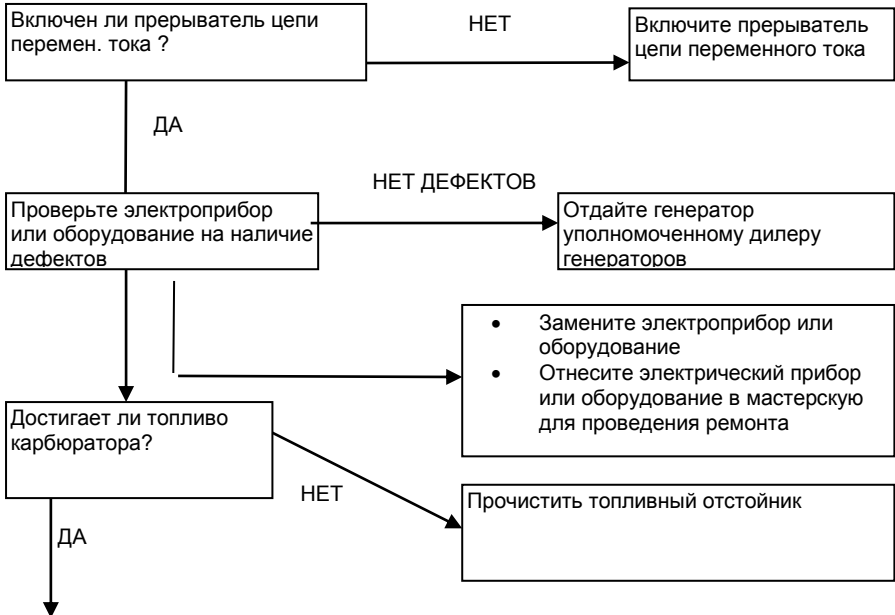 Включен ли прерыватель цепи
перемен. тока ?
НЕТ
Включите прерыватель
цепи переменного тока
ДА
НЕТ ДЕФЕКТОВ
Проверьте электроприбор
или оборудование на наличие
дефектов
Отдайте генератор
уполномоченному дилеру
генераторов
• Замените электроприбор или
оборудование
• Отнесите электрический прибор
или оборудование в мастерскую
для проведения ремонта
Достигает ли топливо
карбюратора?
НЕТ
Прочистить топливный отстойник
ДА